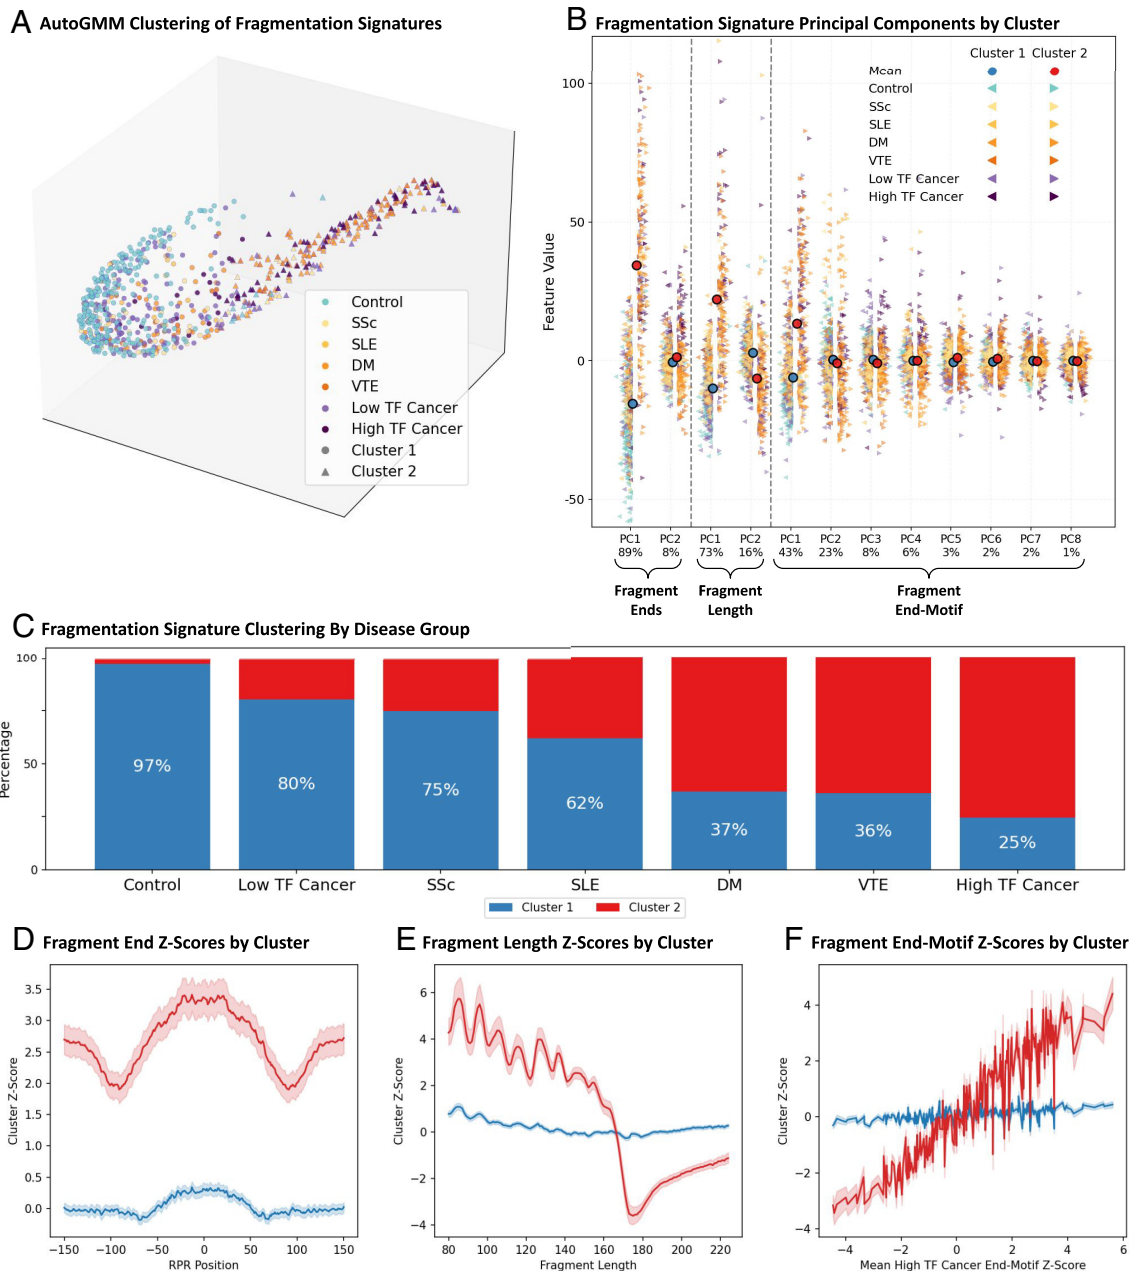 A AutoGMM Clustering of Fragmentation Signatures
Control
SSc
SLE
DM
VTE
Low TF Cancer
High TF Cancer
Cluster 1
Cluster 2
B Fragmentation Signature Principal Components by Cluster
Cluster 1 Cluster 2
Mean
Control
SSc
SLE
DM
VTE
Low TF Cancer
High TF Cancer
Feature Value
100
50
0
-50
PC1 PC2 PC1 PC2 PC1 PC2 PC3 PC4 PC5 PC6 PC7 PC8
89% 8% 73% 16% 43% 23% 8% 6% 3% 2% 2% 1%
Fragment Ends
Fragment Length
Fragment End-Motif
C Fragmentation Signature Clustering By Disease Group
Percentage
100
50
0
97% 80% 75% 62% 37% 36% 25%
Control Low TF Cancer SSc SLE DM VTE High TF Cancer
Cluster 1 Cluster 2
D Fragment End Z-Scores by Cluster
Cluster Z-Score
3.5
3.0
2.5
2.0
1.5
1.0
0.5
0.0
−150 −100 −50 0 50 100 150
RPR Position
E Fragment Length Z-Scores by Cluster
Cluster Z-Score
6
4
2
0
−2
−4
80 100 120 140 160 180 200 220
Fragment Length
F Fragment End-Motif Z-Scores by Cluster
Cluster Z-Score
4
2
0
−2
−4
−4 −2 0 2 4 6
Mean High TF Cancer End-Motif Z-Score